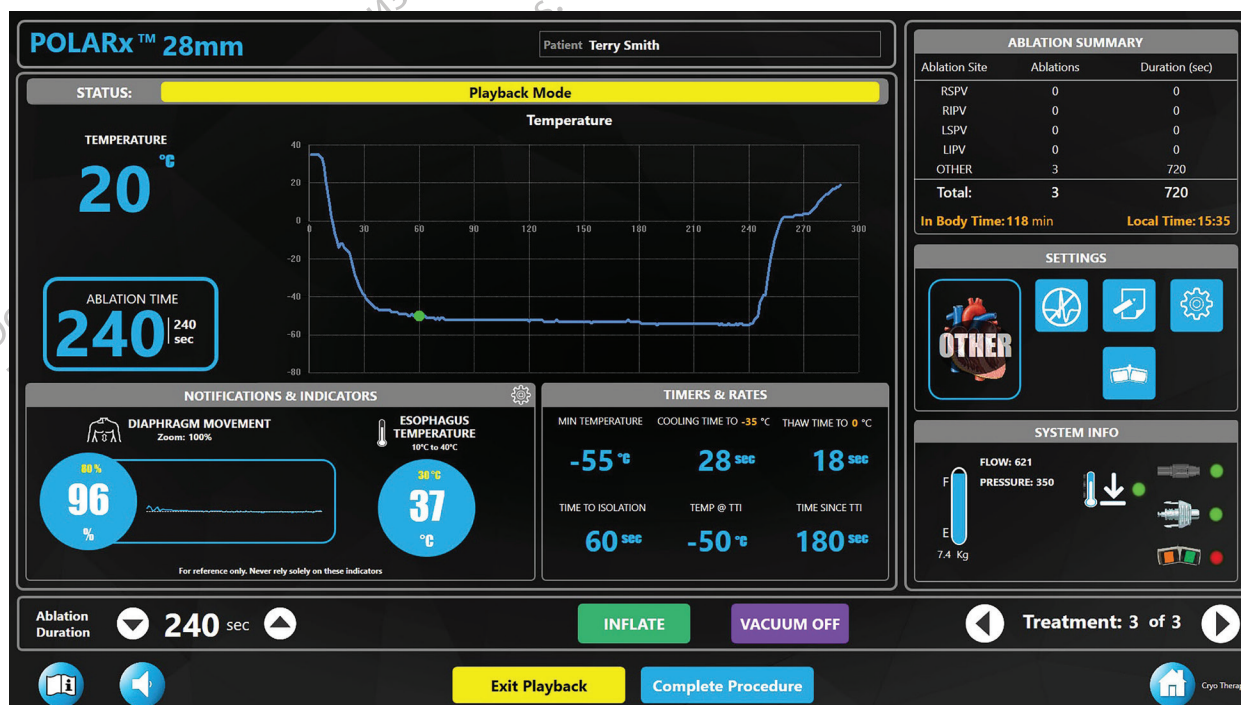 POLARx™ 28mm
Patient Terry Smith
STATUS: Playback Mode
TEMPERATURE
20 °C
ABLATION TIME
240 240 sec
Temperature
40
20
0
-20
-40
-60
-80
0 30 60 90 120 150 180 210 240 270 300
NOTIFICATIONS & INDICATORS
DIAPHRAGM MOVEMENT
Zoom: 100%
80 %
96
%
ESOPHAGUS
TEMPERATURE
10°C to 40°C
37
°C
For reference only. Never rely solely on these indicators
TIMERS & RATES
MIN TEMPERATURE COOLING TIME TO -35 °C THAW TIME TO 0 °C
-55 °C 28 sec 18 sec
TIME TO ISOLATION TEMP @ TTI TIME SINCE TTI
60 sec -50 °C 180 sec
ABLATION SUMMARY
Ablation Site Ablations Duration (sec)
RSPV 0 0
RIPV 0 0
LSPV 0 0
LIPV 0 0
OTHER 3 720
Total: 3 720
In Body Time: 118 min Local Time: 15:35
SETTINGS
OTHER
SYSTEM INFO
FLOW: 621
PRESSURE: 350
F
E
7.4 Kg
Ablation
Duration
240 sec
INFLATE
VACUUM OFF
Treatment: 3 of 3
Exit Playback
Complete Procedure